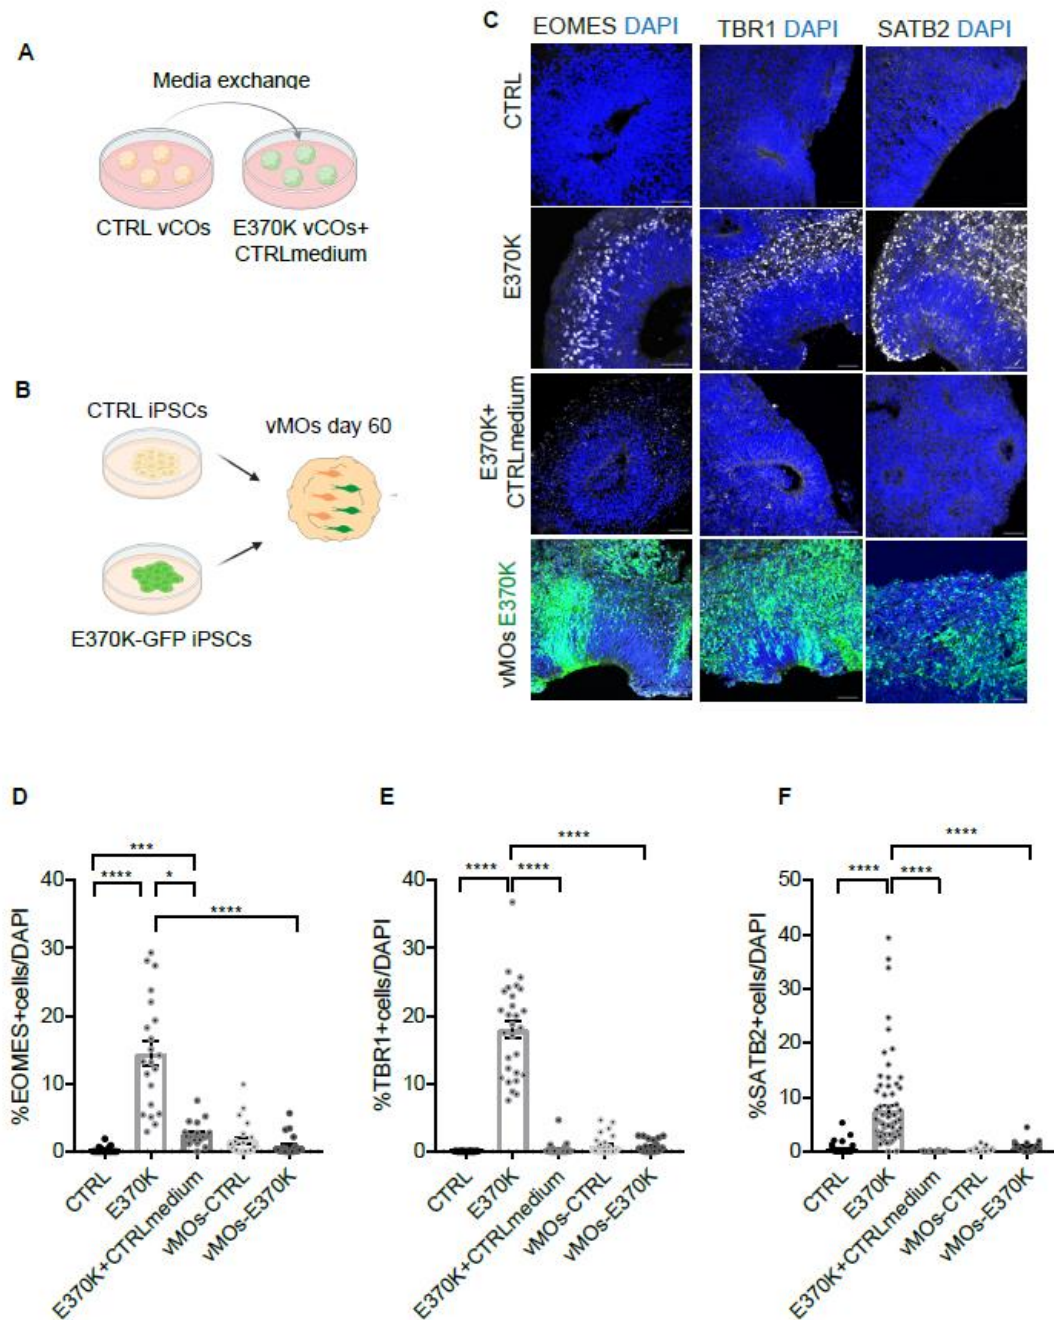 A
Media exchange
CTRL vCOs
E370K vCOs+
CTRLmedium
B
CTRL iPSCs
vMOs day 60
E370K-GFP iPSCs
C
EOMES DAPI
TBR1 DAPI
SATB2 DAPI
CTRL
E370K
E370K+
CTRLmedium
vMOs E370K
D
***
****
*
****
%EOMES+cells/DAPI
40
30
20
10
0
CTRL
E370K
E370K+CTRLmedium
vMOs-CTRL
vMOs-E370K
E
****
****
****
%TBR1+cells/DAPI
40
30
20
10
0
CTRL
E370K
E370K+CTRLmedium
vMOs-CTRL
vMOs-E370K
F
****
****
****
%SATB2+cells/DAPI
50
40
30
20
10
0
CTRL
E370K
E370K+CTRLmedium
vMOs-CTRL
vMOs-E370K